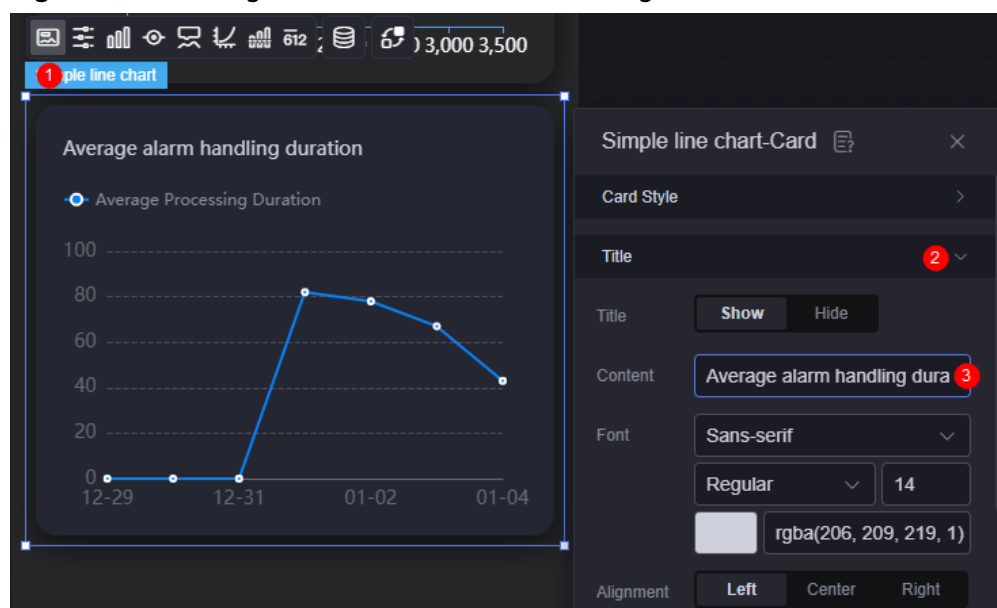 612
3,000 3,500
1
ple line chart
Average alarm handling duration
Average Processing Duration
100
80
60
40
20
0
12-29 12-31 01-02 01-04
Simple line chart-Card
Card Style
Title 2
Title Show Hide
Content Average alarm handling dura 3
Font Sans-serif
Regular 14
rgba(206, 209, 219, 1)
Alignment Left Center Right